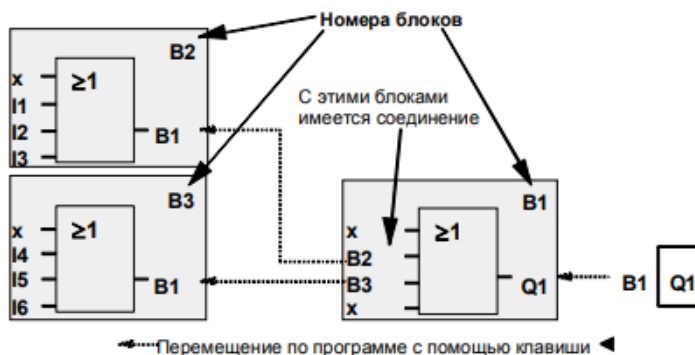 Номера блоков
B2
≥1
x
I1
I2
I3
B1
С этими блоками
имеется соединение
B3
≥1
x
I4
I5
I6
B1
B1
≥1
x
B2
B3
x
Q1
B1
Q1
Перемещение по программе с помощью клавиши ◄